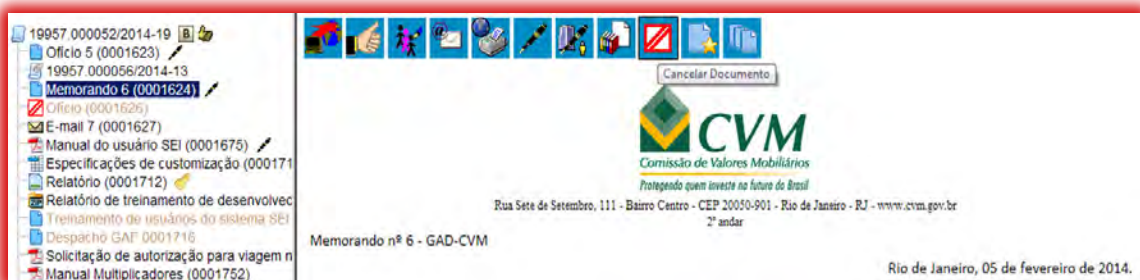 19957.000052/2014-19
Ofício 5 (0001623)
19957.000056/2014-13
Memorando 6 (0001624)
Ofício (0001626)
E-mail 7 (0001627)
Manual do usuário SEI (0001675)
Especificações de customização (000171
Relatório (0001712)
Relatório de treinamento de desenvolvec
Treinamento de usuários do sistema SEI
Despacho GAF 0001716
Solicitação de autorização para viagem n
Manual Multiplicadores (0001752)
Cancelar Documento
CVM
Comissão de Valores Mobiliários
Protegendo quem investe no futuro do Brasil
Rua Sete de Setembro, 111 - Bairro Centro - CEP 20050-901 - Rio de Janeiro - RJ - www.cvm.gov.br
2º andar
Memorando nº 6 - GAD-CVM
Rio de Janeiro, 05 de fevereiro de 2014.